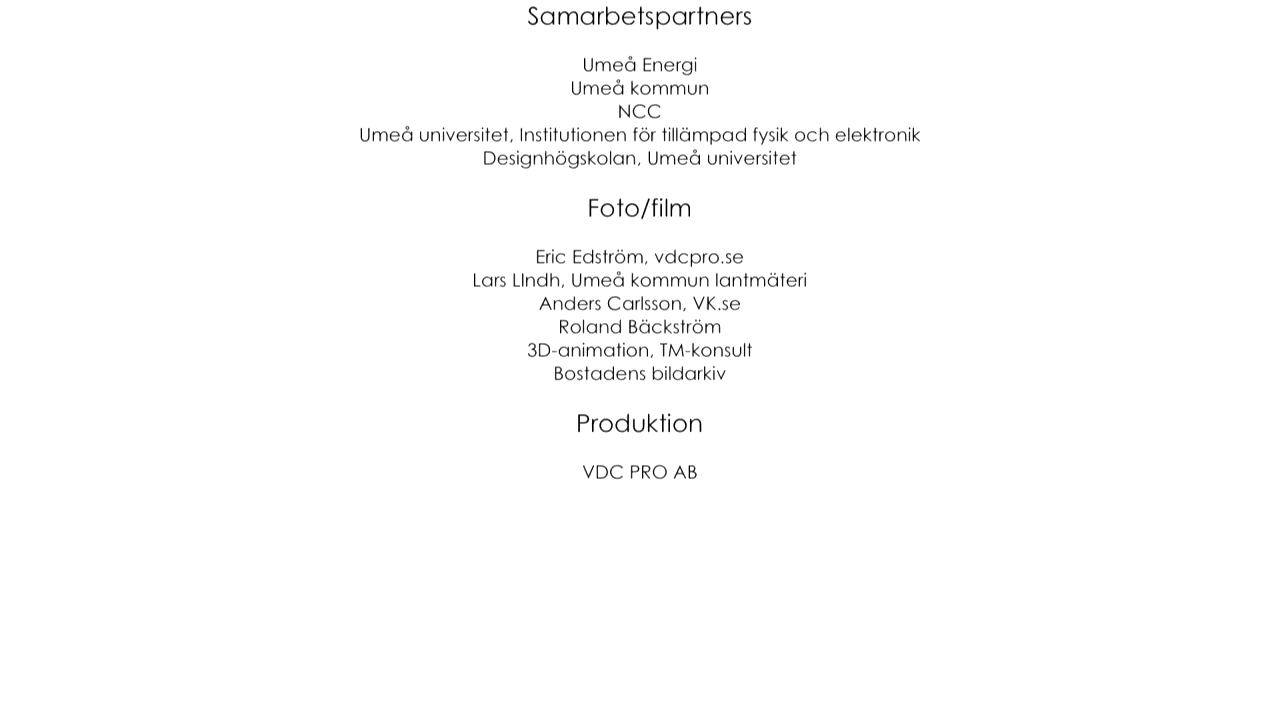 Samarbetspartners
Umeå Energi
Umeå kommun
NCC
Umeå universitet, Institutionen för tillämpad fysik och elektronik
Designhögskolan, Umeå universitet
Foto/film
Eric Edström, vdcpro.se
Lars LIndh, Umeå kommun lantmäteri
Anders Carlsson, VK.se
Roland Bäckström
3D-animation, TM-konsult
Bostadens bildarkiv
Produktion
VDC PRO AB